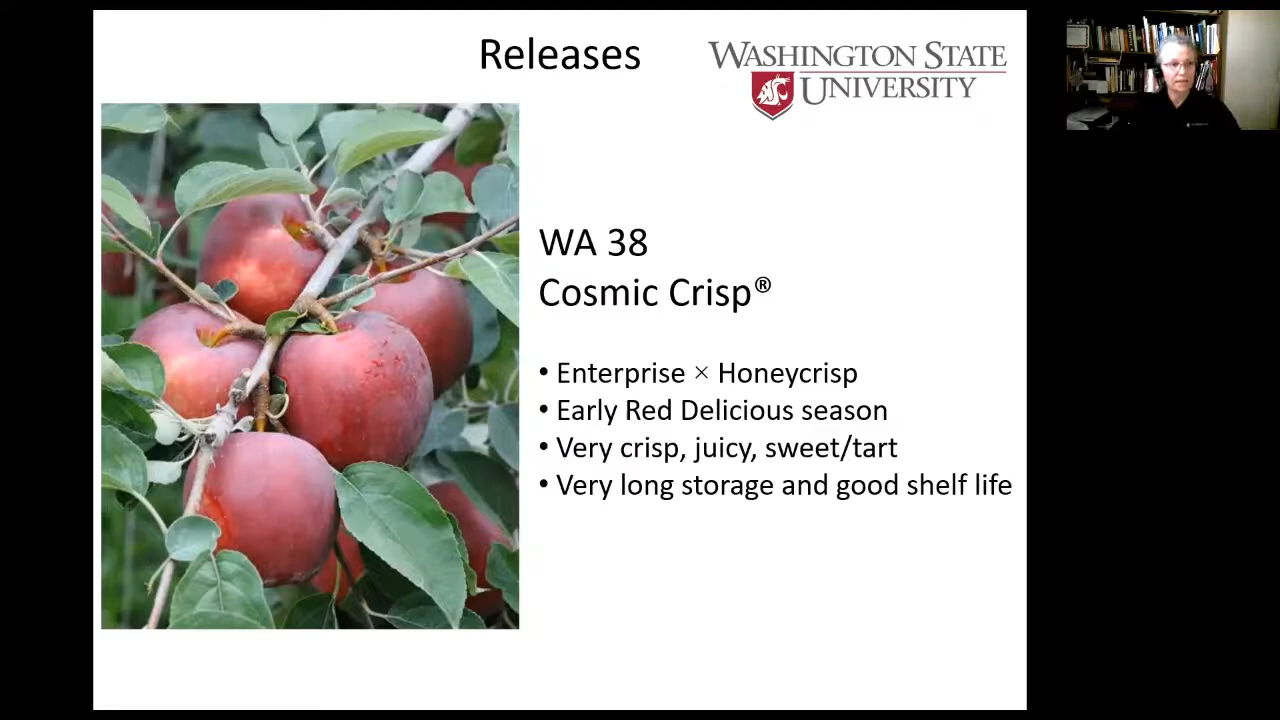 Releases
WASHINGTON STATE
UNIVERSITY
WA 38
Cosmic Crisp®
• Enterprise × Honeycrisp
• Early Red Delicious season
• Very crisp, juicy, sweet/tart
• Very long storage and good shelf life